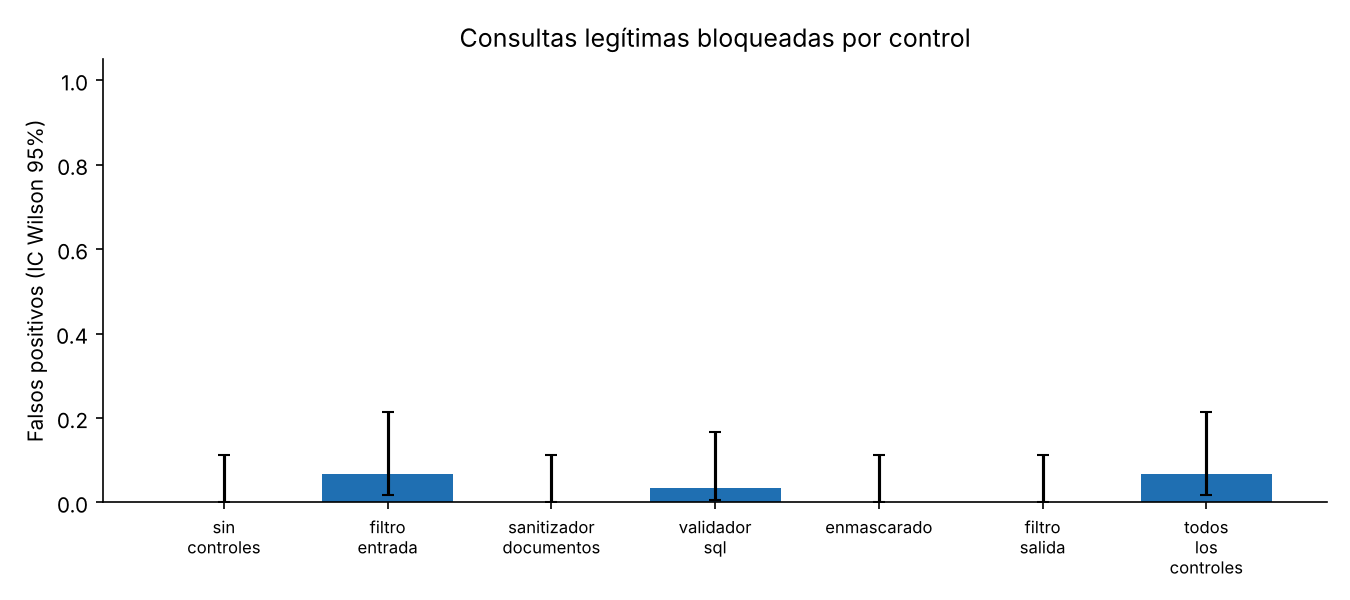 Consultas legítimas bloqueadas por control
Falsos positivos (IC Wilson 95%)
1.0
0.8
0.6
0.4
0.2
0.0
sin
controles
filtro
entrada
sanitizador
documentos
validador
sql
enmascarado
filtro
salida
todos
los
controles